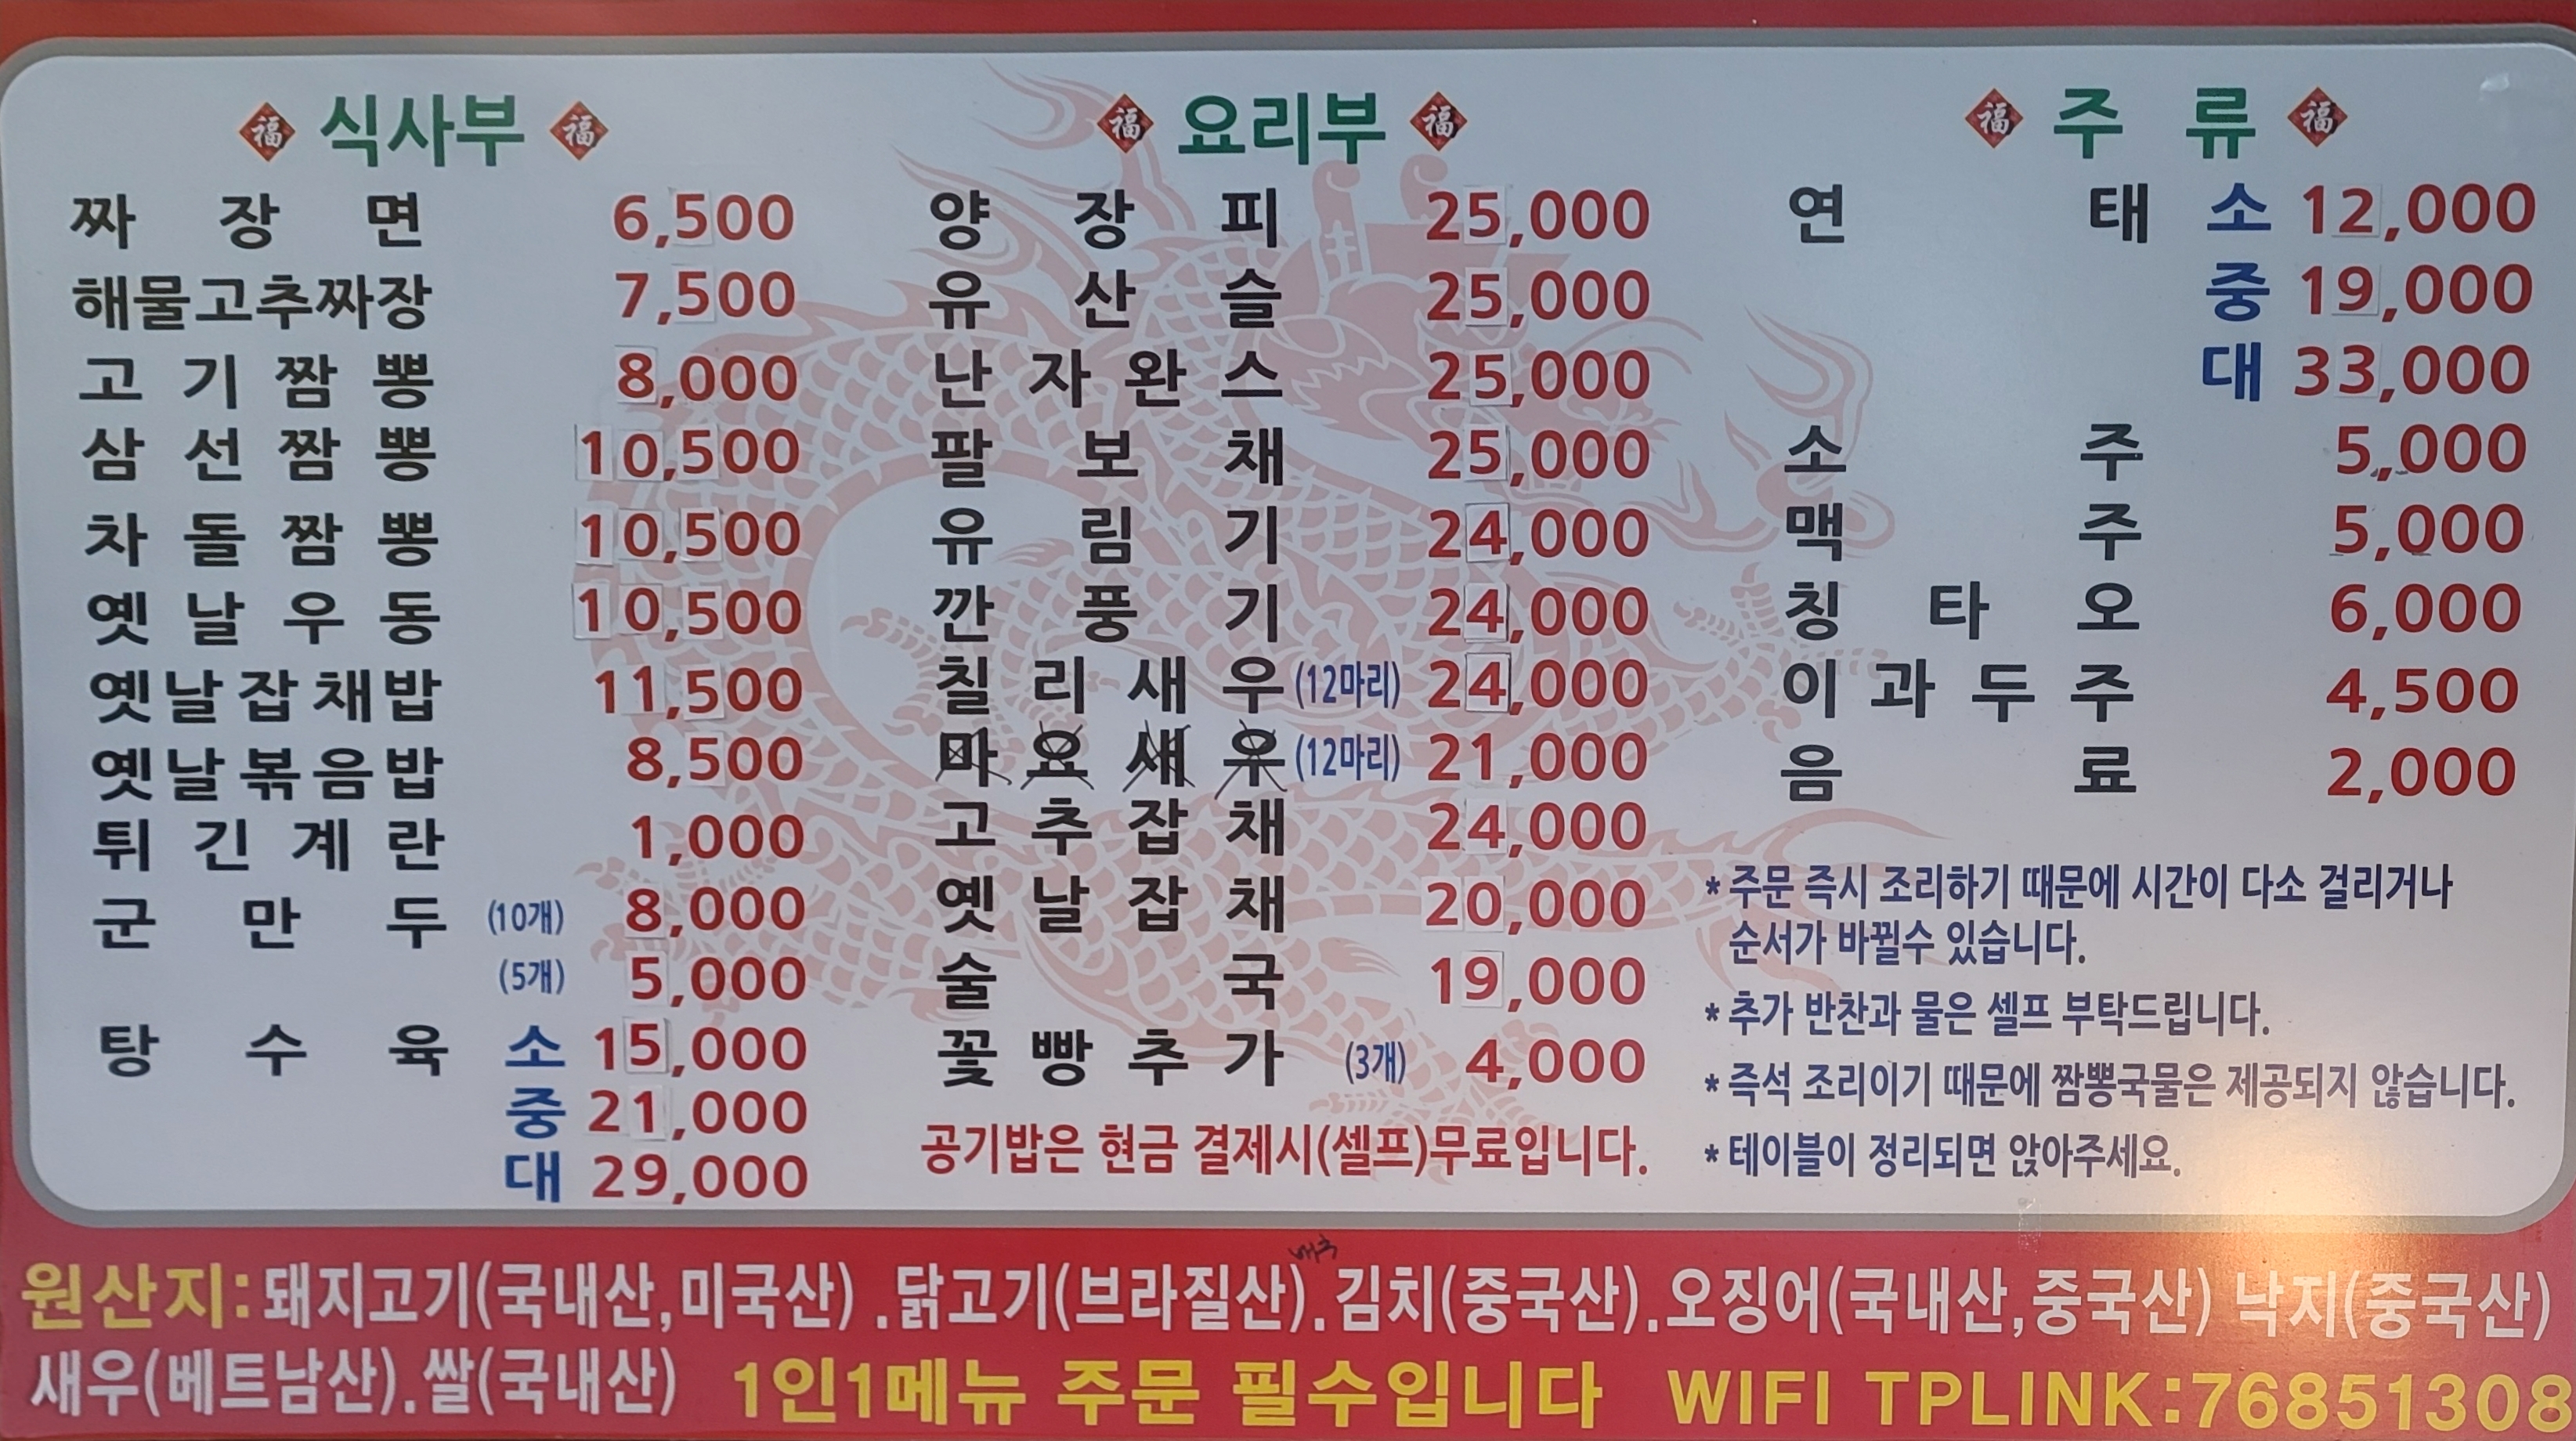 福 식사부 福
짜장면 6,500
해물고추짜장 7,500
고기짬뽕 8,000
삼선짬뽕 10,500
차돌짬뽕 10,500
옛날우동 10,500
옛날잡채밥 11,500
옛날볶음밥 8,500
튀긴계란 1,000
군만두 (10개) 8,000
(5개) 5,000
탕수육 소 15,000
중 21,000
대 29,000
福 요리부 福
양장피 25,000
유산슬 25,000
난자완스 25,000
팔보채 25,000
유림기 24,000
깐풍기 24,000
칠리새우 (12마리) 24,000
마요새우 (12마리) 21,000
고추잡채 24,000
옛날잡채 20,000
술국 19,000
꽃빵추가 (3개) 4,000
공기밥은 현금 결제시(셀프)무료입니다.
福 주류 福
연태 소 12,000
중 19,000
대 33,000
소주 5,000
맥주 5,000
칭타오 6,000
이과두주 4,500
음료 2,000
* 주문 즉시 조리하기 때문에 시간이 다소 걸리거나
순서가 바뀔수 있습니다.
* 추가 반찬과 물은 셀프 부탁드립니다.
* 즉석 조리이기 때문에 짬뽕국물은 제공되지 않습니다.
* 테이블이 정리되면 앉아주세요.
배추
원산지: 돼지고기(국내산,미국산) .닭고기(브라질산).김치(중국산).오징어(국내산,중국산) 낙지(중국산)
새우(베트남산).쌀(국내산) 1인1메뉴 주문 필수입니다 WIFI TPLINK:76851308